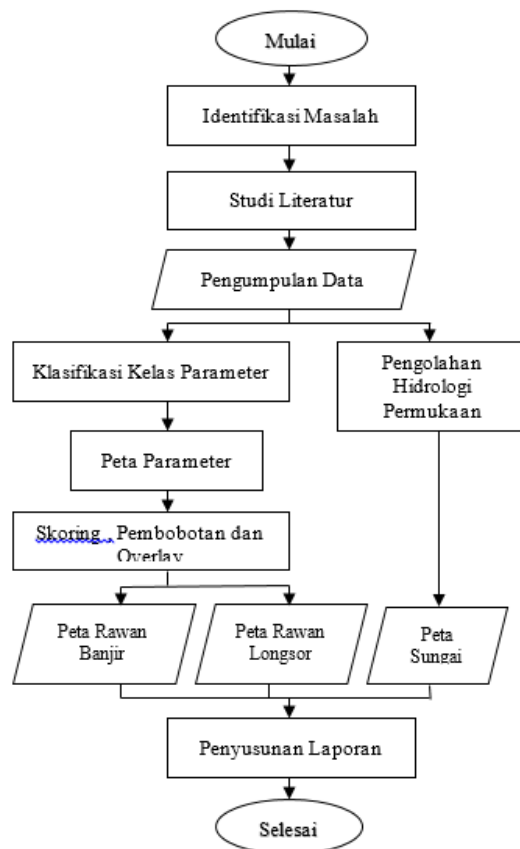 Mulai
Identifikasi Masalah
Studi Literatur
Pengumpulan Data
Klasifikasi Kelas Parameter
Pengolahan
Hidrologi
Permukaan
Peta Parameter
Skoring , Pembobotan dan
Overlay
Peta Rawan
Banjir
Peta Rawan
Longsor
Peta
Sungai
Penyusunan Laporan
Selesai